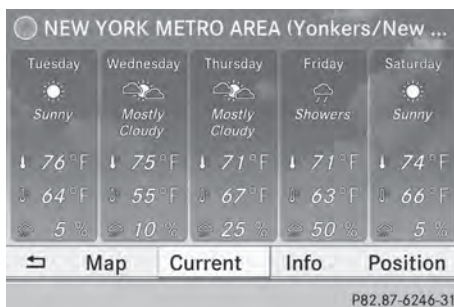 NEW YORK METRO AREA (Yonkers/New ...
Tuesday Wednesday Thursday Friday Saturday
Sunny Mostly Cloudy Mostly Cloudy Showers Sunny
76 °F 75 °F 71 °F 71 °F 74 °F
64 °F 55 °F 67 °F 63 °F 66 °F
5 % 10 % 25 % 50 % 5 %
Map Current Info Position
P82.87-6246-31